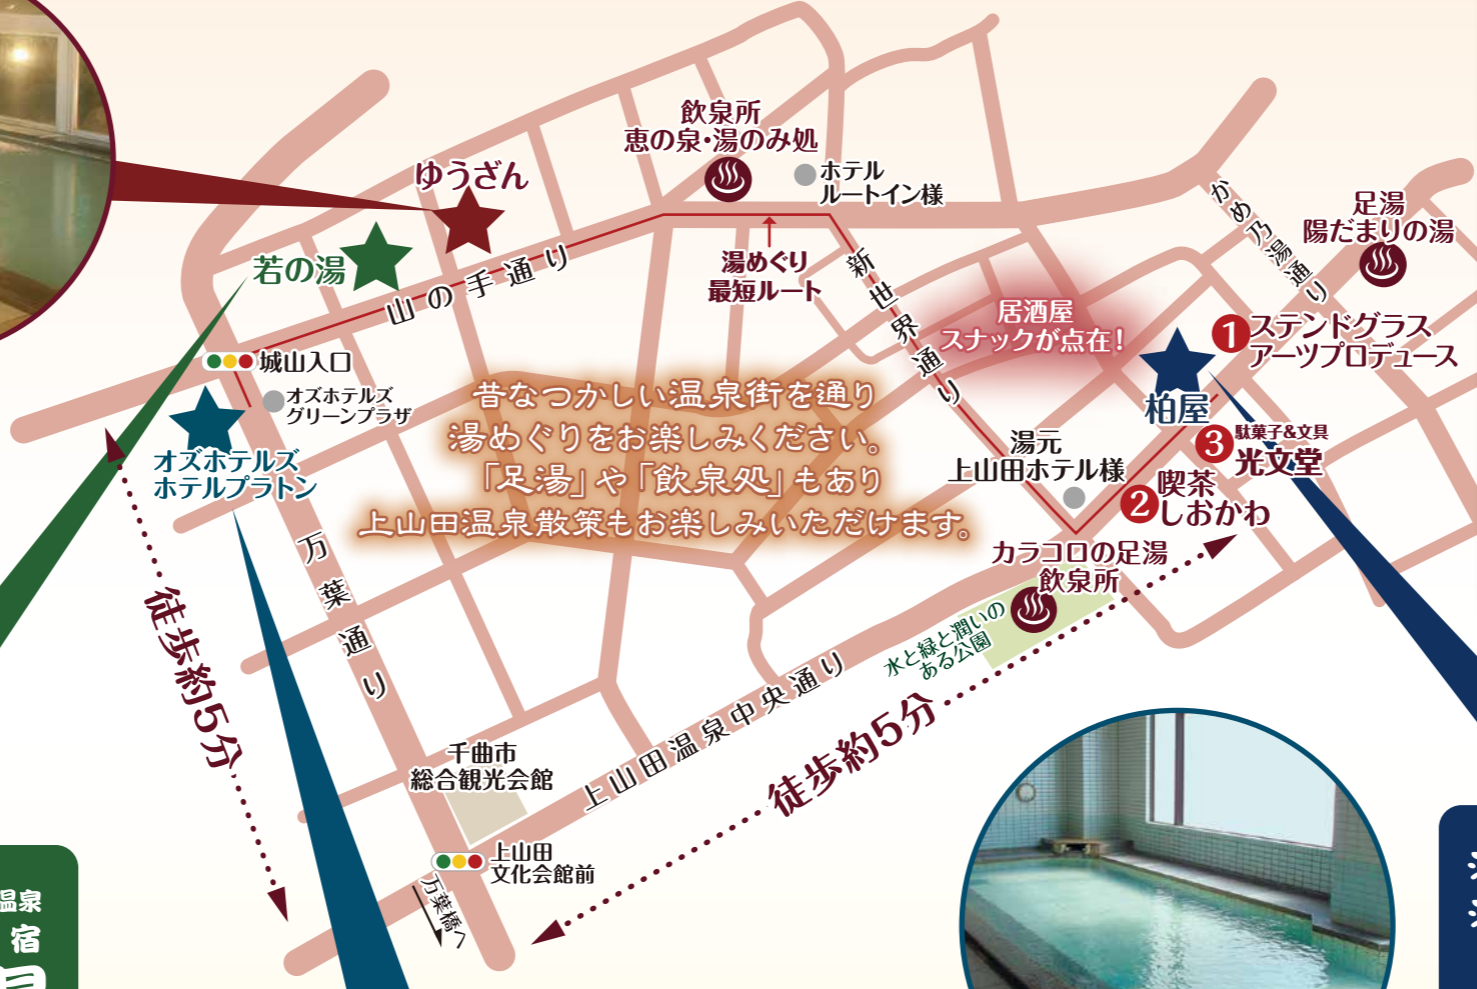 飲泉所
恵の泉・湯のみ処
ホテル
ルートイン様
ゆうざん
若の湯
山の手通り
湯めぐり
最短ルート
新世界通り
かめ乃湯通り
足湯
陽だまりの湯
居酒屋
スナックが点在!
1 ステンドグラス
アーツプロデュース
城山入口
オズホテルズ
グリーンプラザ
オズホテルズ
ホテルプラトン
昔なつかしい温泉街を通り
湯めぐりをお楽しみください。
「足湯」や「飲泉処」もあり
上山田温泉散策もお楽しみいただけます。
柏屋
3 駄菓子&文具
光文堂
湯元
上山田ホテル様
2 喫茶
しおかわ
カラコロの足湯
飲泉所
水と緑と潤いの
ある公園
万葉通り
徒歩約5分
上山田温泉中央通り
徒歩約5分
千曲市
総合観光会館
上山田
文化会館前
万葉橋へ
温泉
宿